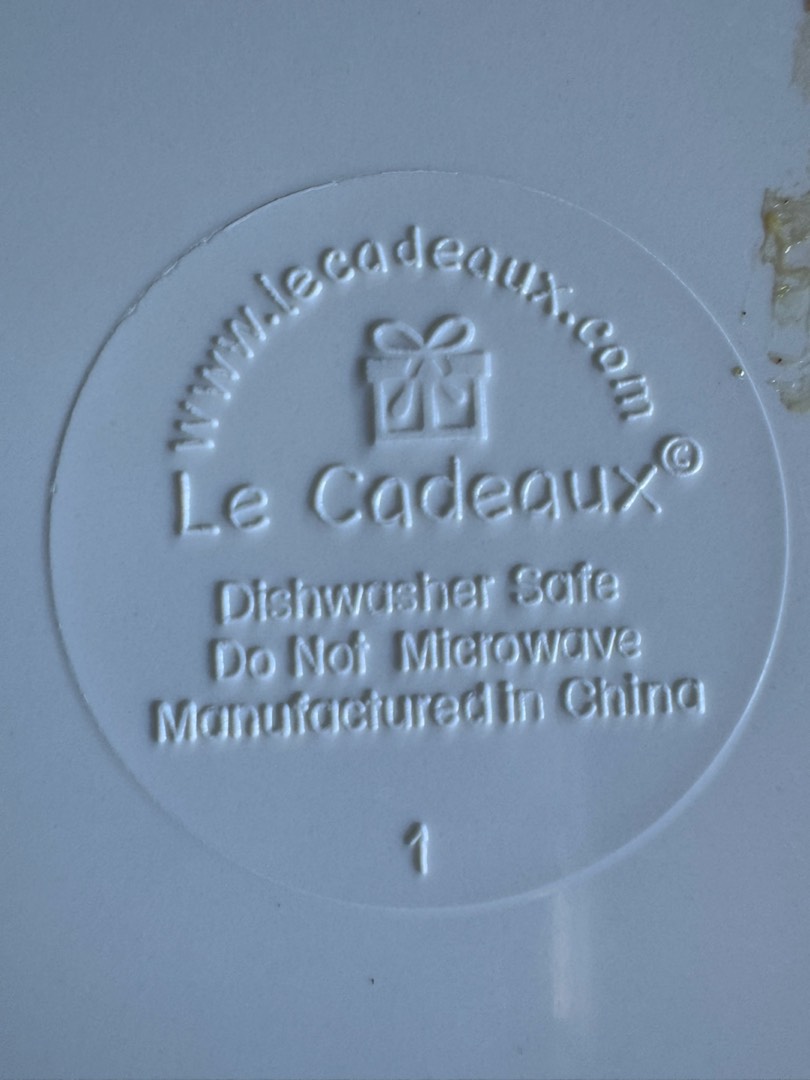 www.lecadeaux.com
Le Cadeaux©
Dishwasher Safe
Do Not Microwave
Manufactured in China
1